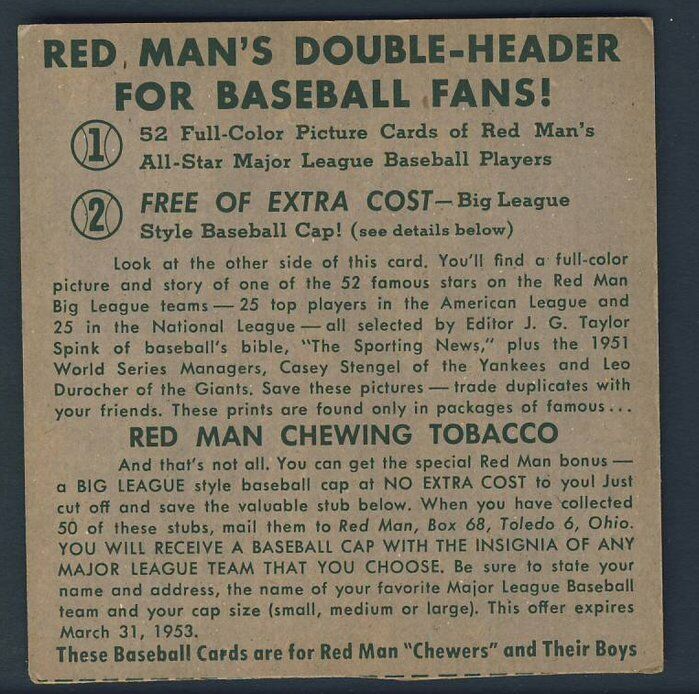 RED MAN'S DOUBLE-HEADER
FOR BASEBALL FANS!
1 52 Full-Color Picture Cards of Red Man's
All-Star Major League Baseball Players
2 FREE OF EXTRA COST—Big League
Style Baseball Cap! (see details below)
Look at the other side of this card. You'll find a full-color
picture and story of one of the 52 famous stars on the Red Man
Big League teams — 25 top players in the American League and
25 in the National League — all selected by Editor J. G. Taylor
Spink of baseball's bible, "The Sporting News," plus the 1951
World Series Managers, Casey Stengel of the Yankees and Leo
Durocher of the Giants. Save these pictures — trade duplicates with
your friends. These prints are found only in packages of famous...
RED MAN CHEWING TOBACCO
And that's not all. You can get the special Red Man bonus —
a BIG LEAGUE style baseball cap at NO EXTRA COST to you! Just
cut off and save the valuable stub below. When you have collected
50 of these stubs, mail them to Red Man, Box 68, Toledo 6, Ohio.
YOU WILL RECEIVE A BASEBALL CAP WITH THE INSIGNIA OF ANY
MAJOR LEAGUE TEAM THAT YOU CHOOSE. Be sure to state your
name and address, the name of your favorite Major League Baseball
team and your cap size (small, medium or large). This offer expires
March 31, 1953.
These Baseball Cards are for Red Man "Chewers" and Their Boys